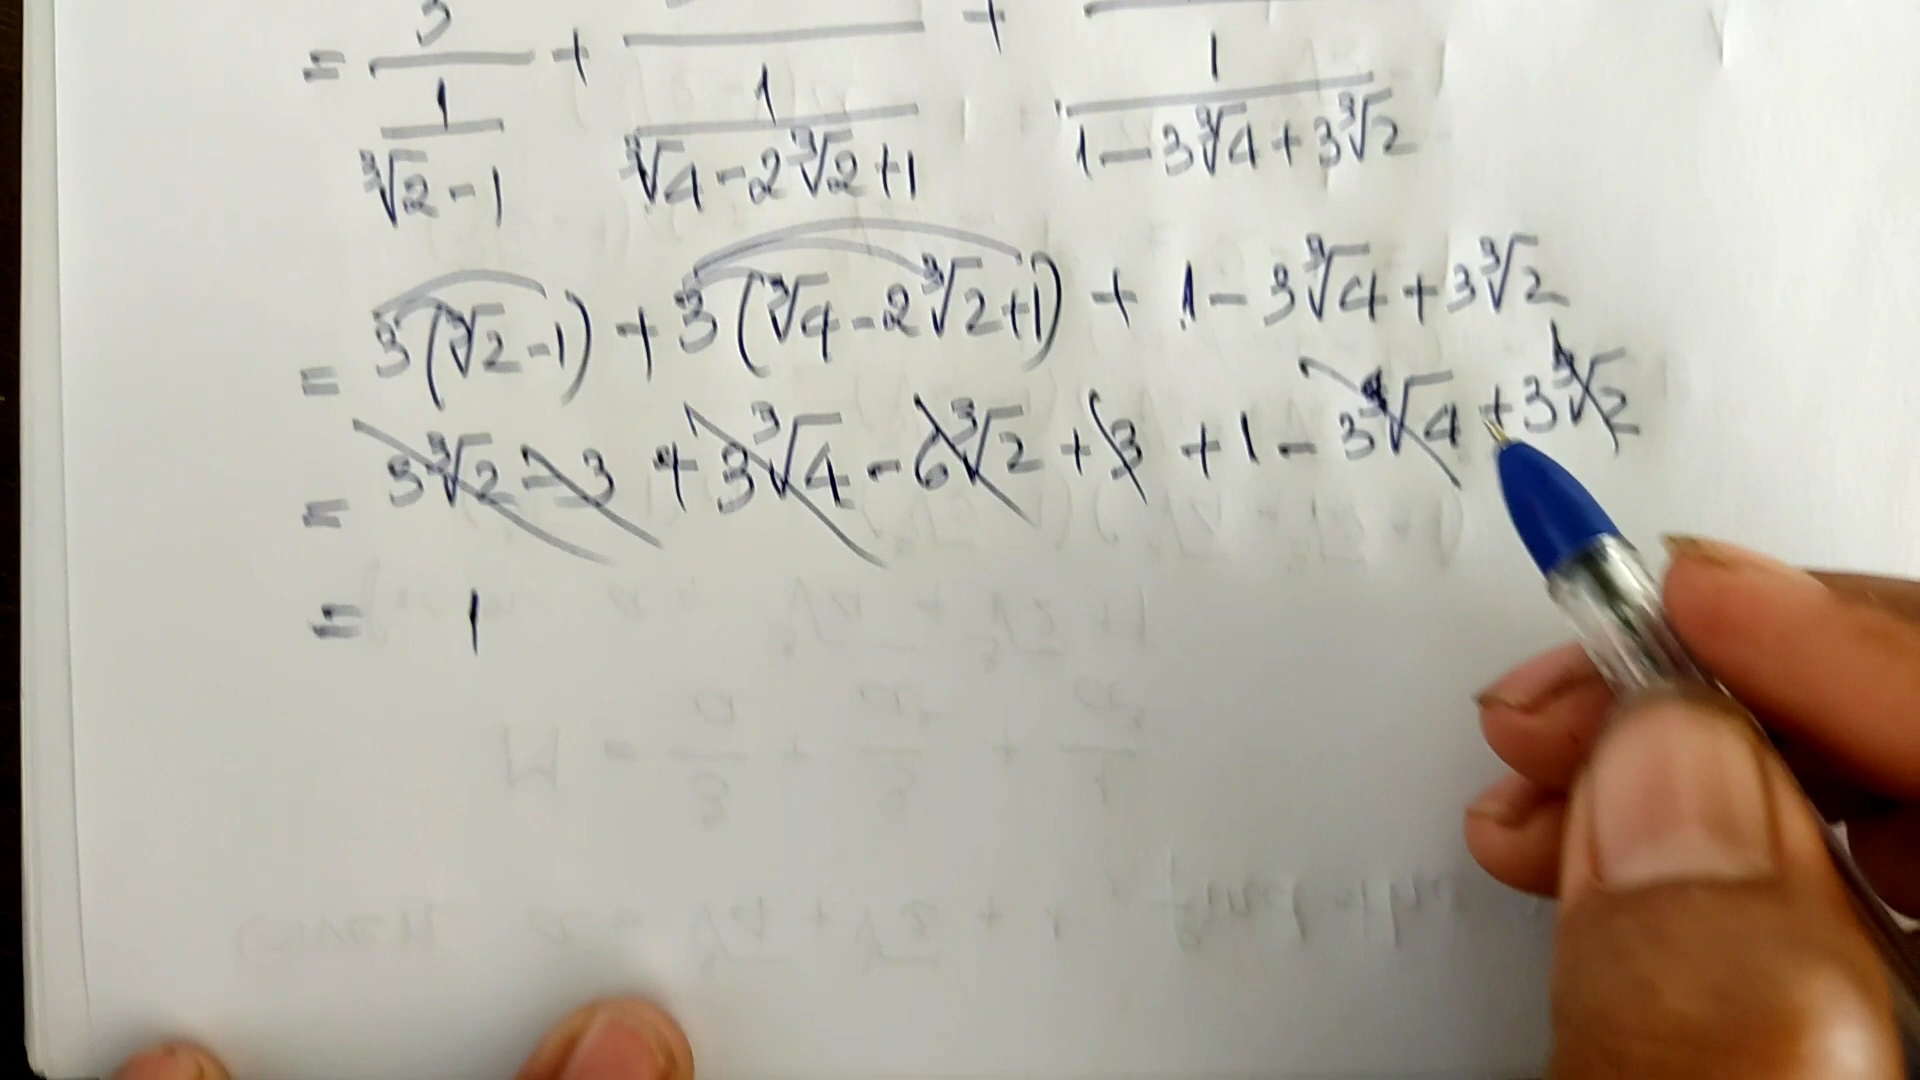 = 3/(1/(∛2 - 1)) + /(1/(∛4 - 2∛2 + 1)) + /(1/(1 - 3∛4 + 3∛2))
= 3(∛2 - 1) + 3(∛4 - 2∛2 + 1) + 1 - 3∛4 + 3∛2
= 3∛2 - 3 + 3∛4 - 6∛2 + 3 + 1 - 3∛4 + 3∛2
= 1